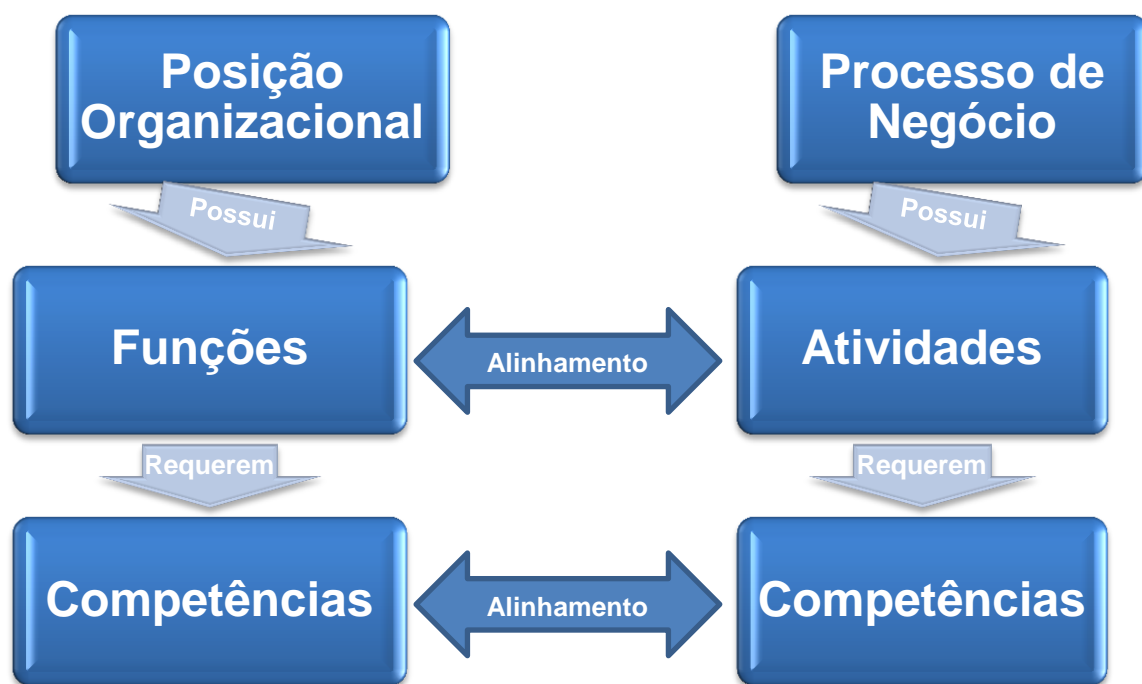 Posição
Organizacional
Processo de
Negócio
Possui
Possui
Funções
Alinhamento
Atividades
Requerem
Requerem
Competências
Alinhamento
Competências